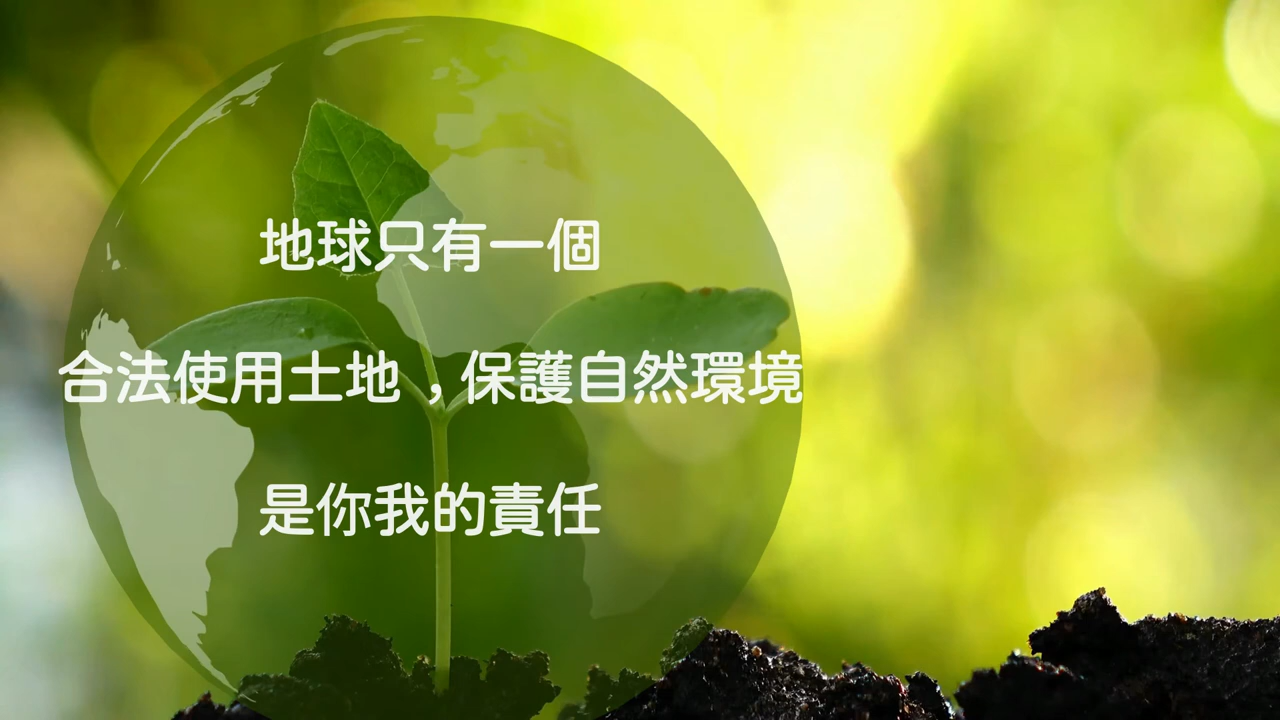 地球只有一個
合法使用土地，保護自然環境
是你我的責任